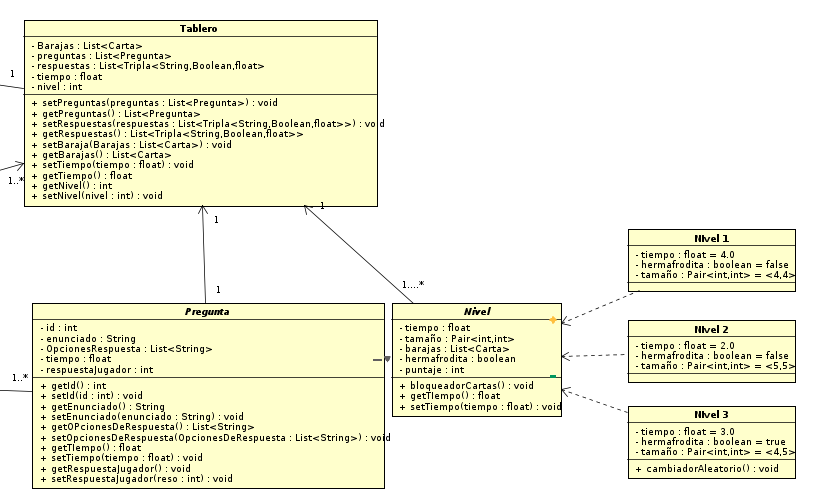 Tablero
- Barajas : List<Carta>
- preguntas : List<Pregunta>
- respuestas : List<Tripla<String,Boolean,float>
- tiempo : float
- nivel : int
+ setPreguntas(preguntas : List<Pregunta>) : void
+ getPreguntas() : List<Pregunta>
+ setRespuestas(respuestas : List<Tripla<String,Boolean,float>>) : void
+ getRespuestas() : List<Tripla<String,Boolean,float>>
+ setBaraja(Barajas : List<Carta>) : void
+ getBarajas() : List<Carta>
+ setTiempo(tiempo : float) : void
+ getTiempo() : float
+ getNivel() : int
+ setNivel(nivel : int) : void
1
1..*
1
1
1
1....*
1..*
Pregunta
- id : int
- enunciado : String
- OpcionesRespuesta : List<String>
- tiempo : float
- respuestaJugador : int
+ getId() : int
+ setId(id : int) : void
+ getEnunciado() : String
+ setEnunciado(enunciado : String) : void
+ getOPcionesDeRespuesta() : List<String>
+ setOpcionesDeRespuesta(OpcionesDeRespuesta : List<String>) : void
+ getTIempo() : float
+ setTiempo(tiempo : float) : void
+ getRespuestaJugador() : void
+ setRespuestaJugador(reso : int) : void
Nivel
- tiempo : float
- tamaño : Pair<int,int>
- barajas : List<Carta>
- hermafrodita : boolean
- puntaje : int
+ bloqueadorCartas() : void
+ getTIempo() : float
+ setTiempo(tiempo : float) : void
Nivel 1
- tiempo : float = 4.0
- hermafrodita : boolean = false
- tamaño : Pair<int,int> = <4,4>
Nivel 2
- tiempo : float = 2.0
- hermafrodita : boolean = false
- tamaño : Pair<int,int> = <5,5>
Nivel 3
- tiempo : float = 3.0
- hermafrodita : boolean = true
- tamaño : Pair<int,int> = <4,5>
+ cambiadorAleatorio() : void